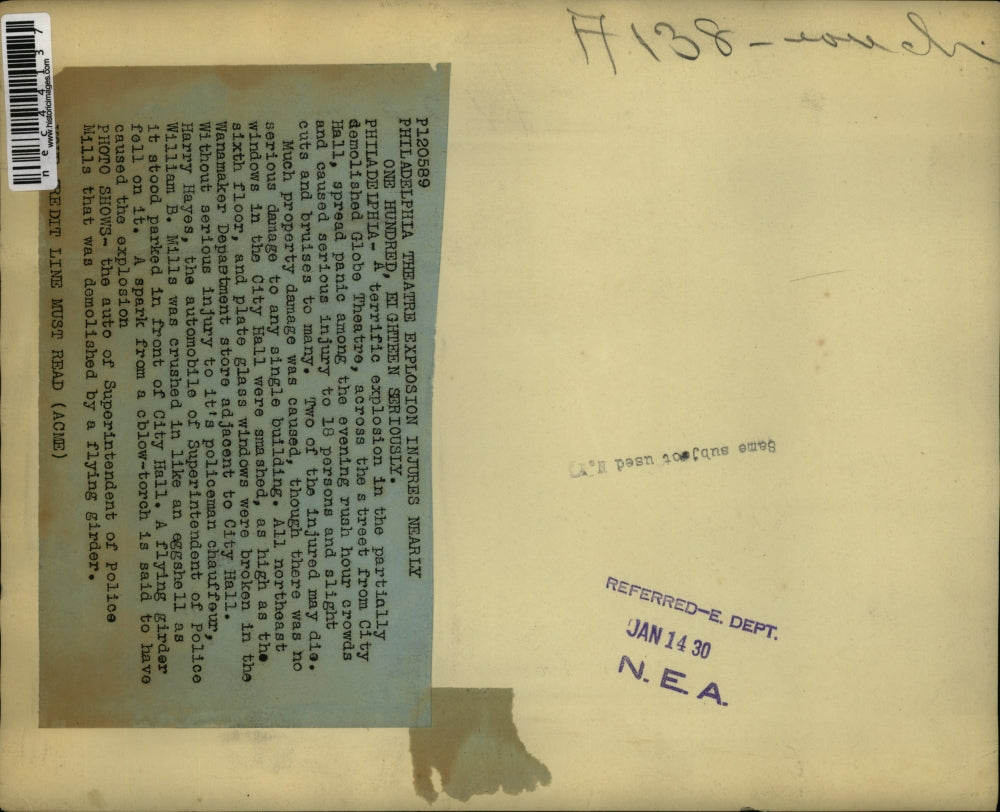 P120589
PHILADELPHIA THEATRE EXPLOSION INJURES NEARLY
ONE HUNDRED, EIGHTEEN SERIOUSLY.
PHILADELPHIA- A terrific explosion in the partially
demolished Globe Theatre, across the s treet from City
Hall, spread panic among the evening rush hour crowds
and caused serious injury to 18 persons and slight
cuts and bruises to many. Two of the injured may die.
Much property damage was caused, though there was no
serious damage to any single building. All northeast
windows in the City Hall were smashed, as high as the
sixth floor, and plate glass windows were broken in the
Wanamaker Department store adjacent to City Hall.
Without serious injury to it's policeman chauffeur,
Harry Hayes, the automobile of Superintendent of Police
William B. Mills was crushed in like an eggshell as
it stood parked in front of City Hall. A flying girder
fell on it. A spark from a cblow-torch is said to have
caused the explosion
PHOTO SHOWS- the auto of Superintendent of Police
Mills that was demolished by a flying girder.
CREDIT LINE MUST READ (ACME)
www.historicimages.com
nec44137
A138-
Same subject used N.Y.
REFERRED-E. DEPT.
JAN 14 30
N. E. A.